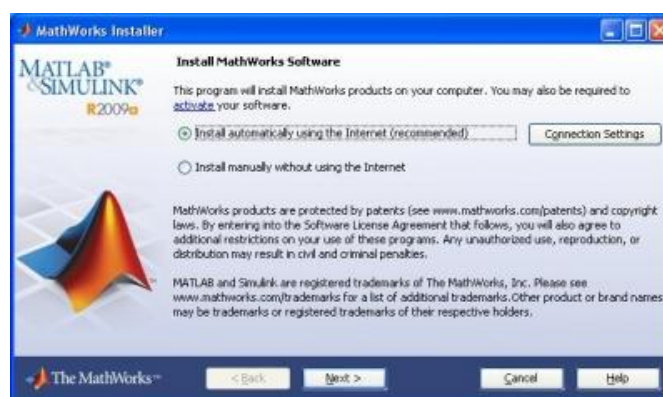 MathWorks Installer
MATLAB®
&SIMULINK®
R2009a
Install MathWorks Software
This program will install MathWorks products on your computer. You may also be required to
activate your software.
Install automatically using the Internet (recommended)
Connection Settings
Install manually without using the Internet
MathWorks products are protected by patents (see www.mathworks.com/patents) and copyright
laws. By entering into the Software License Agreement that follows, you will also agree to
additional restrictions on your use of these programs. Any unauthorized use, reproduction, or
distribution may result in civil and criminal penalties.
MATLAB and Simulink are registered trademarks of The MathWorks, Inc. Please see
www.mathworks.com/trademarks for a list of additional trademarks. Other product or brand names
may be trademarks or registered trademarks of their respective holders.
The MathWorks™
< Back
Next >
Cancel
Help